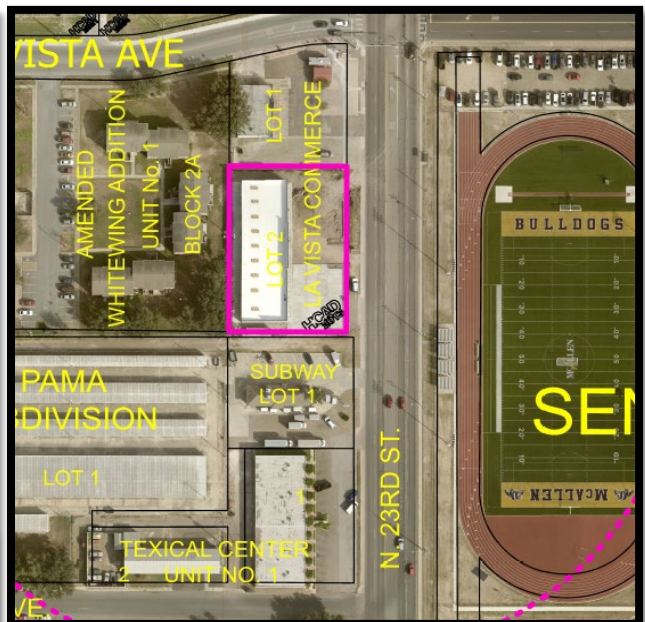 VISTA AVE
AMENDED
WHITEWING ADDITION
UNIT No. 1
BLOCK 2A
LOT 1
LA VISTA COMMERCE
LOT 2
HCAD
BULLDOGS
MCALLEN
SUBWAY
LOT 1
PAMA
BDIVISION
LOT 1
N. 23RD ST.
SEN
MCALLEN
1
TEXICAL CENTER
2 UNIT NO. 1
VE